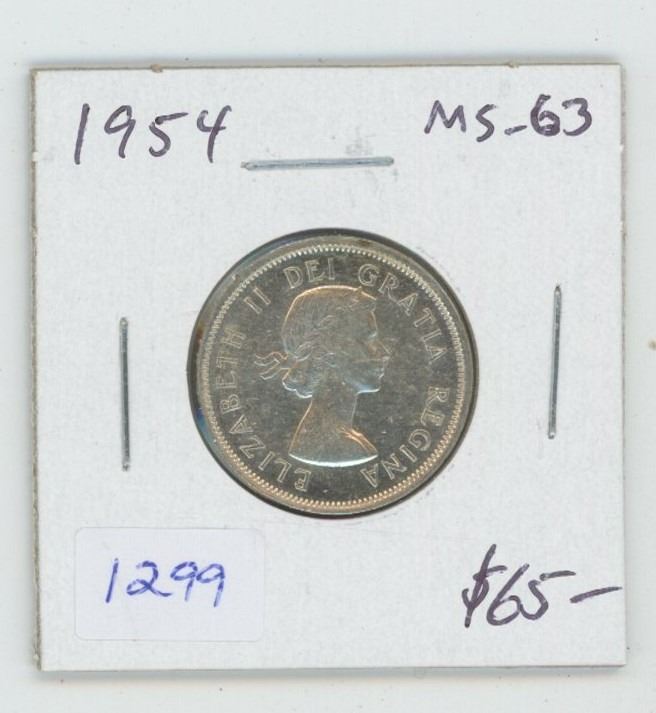 1954
MS-63
ELIZABETH II DEI GRATIA REGINA
1299
$65-